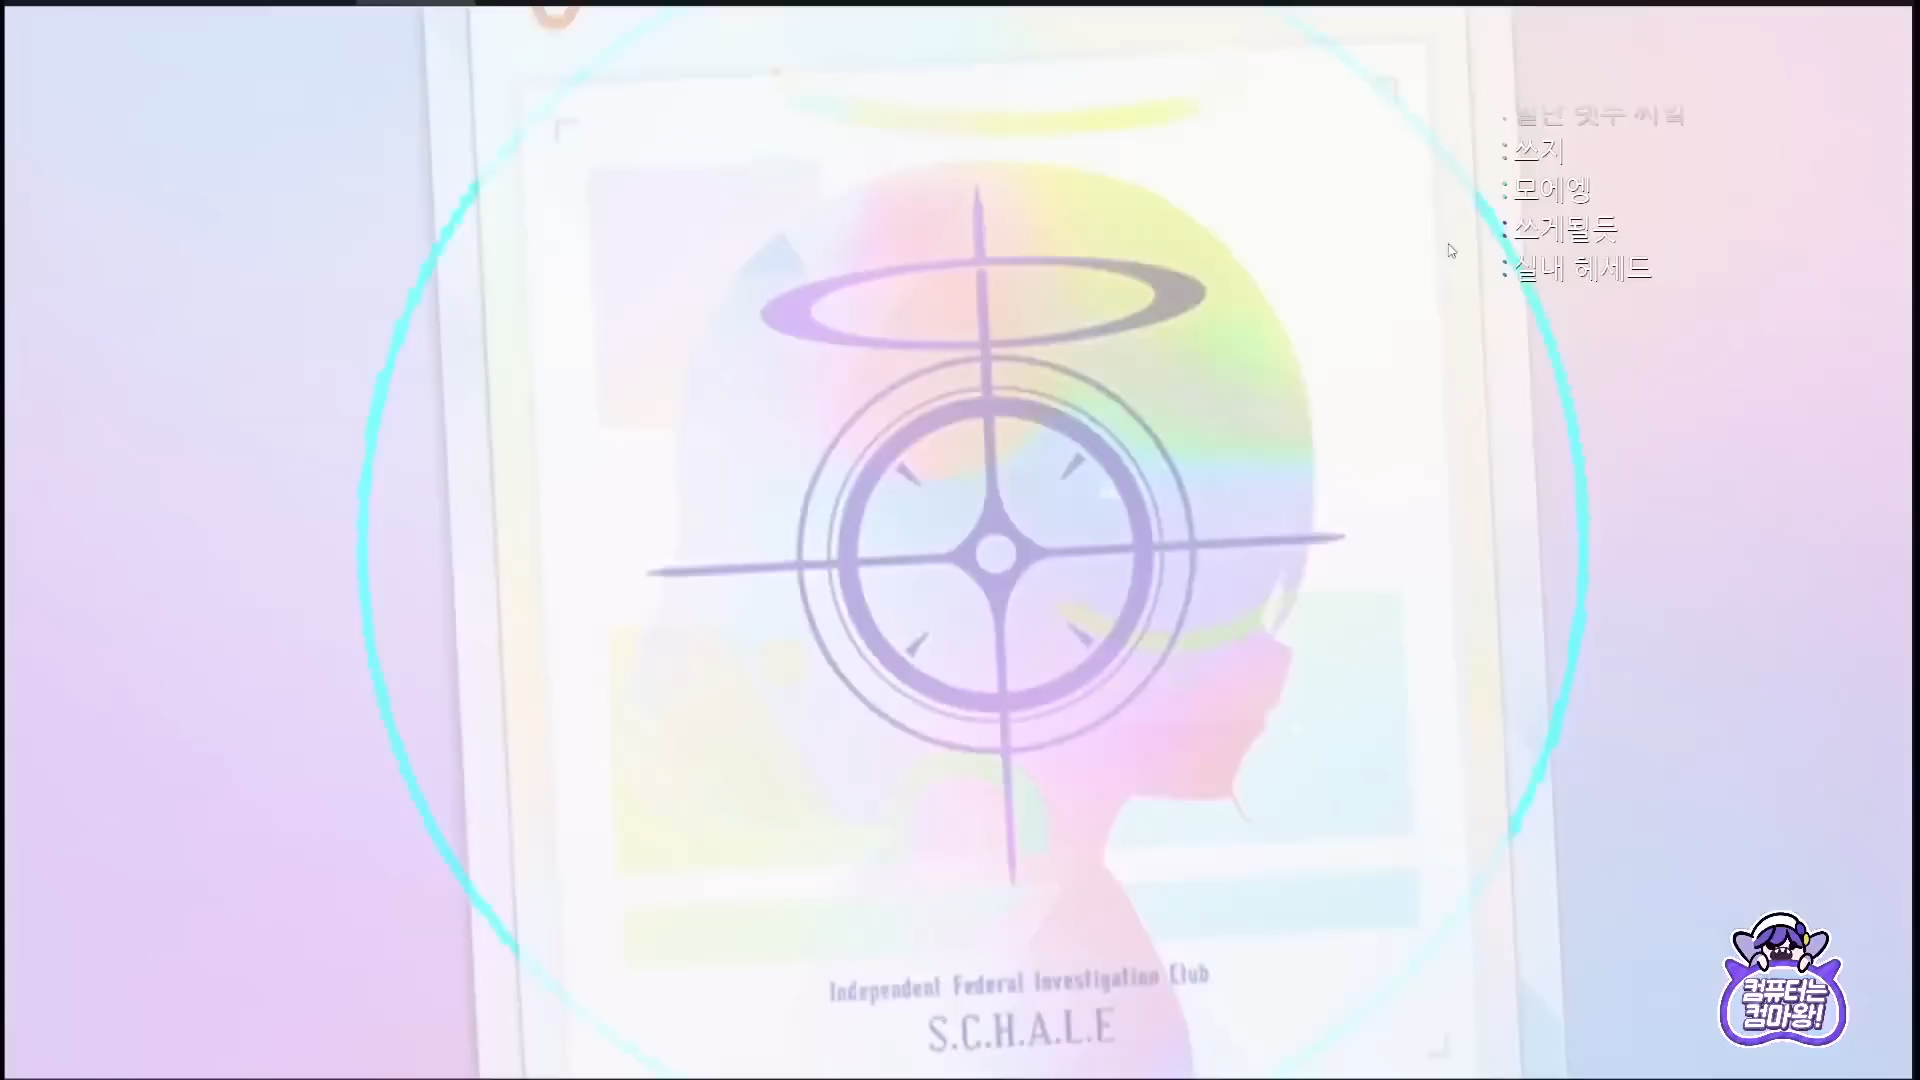 : 쓰지
: 모에엥
: 쓰게될듯
: 실내 헤세드
Independent Federal Investigation Club
S.C.H.A.L.E
컴퓨터는
컴마왕!